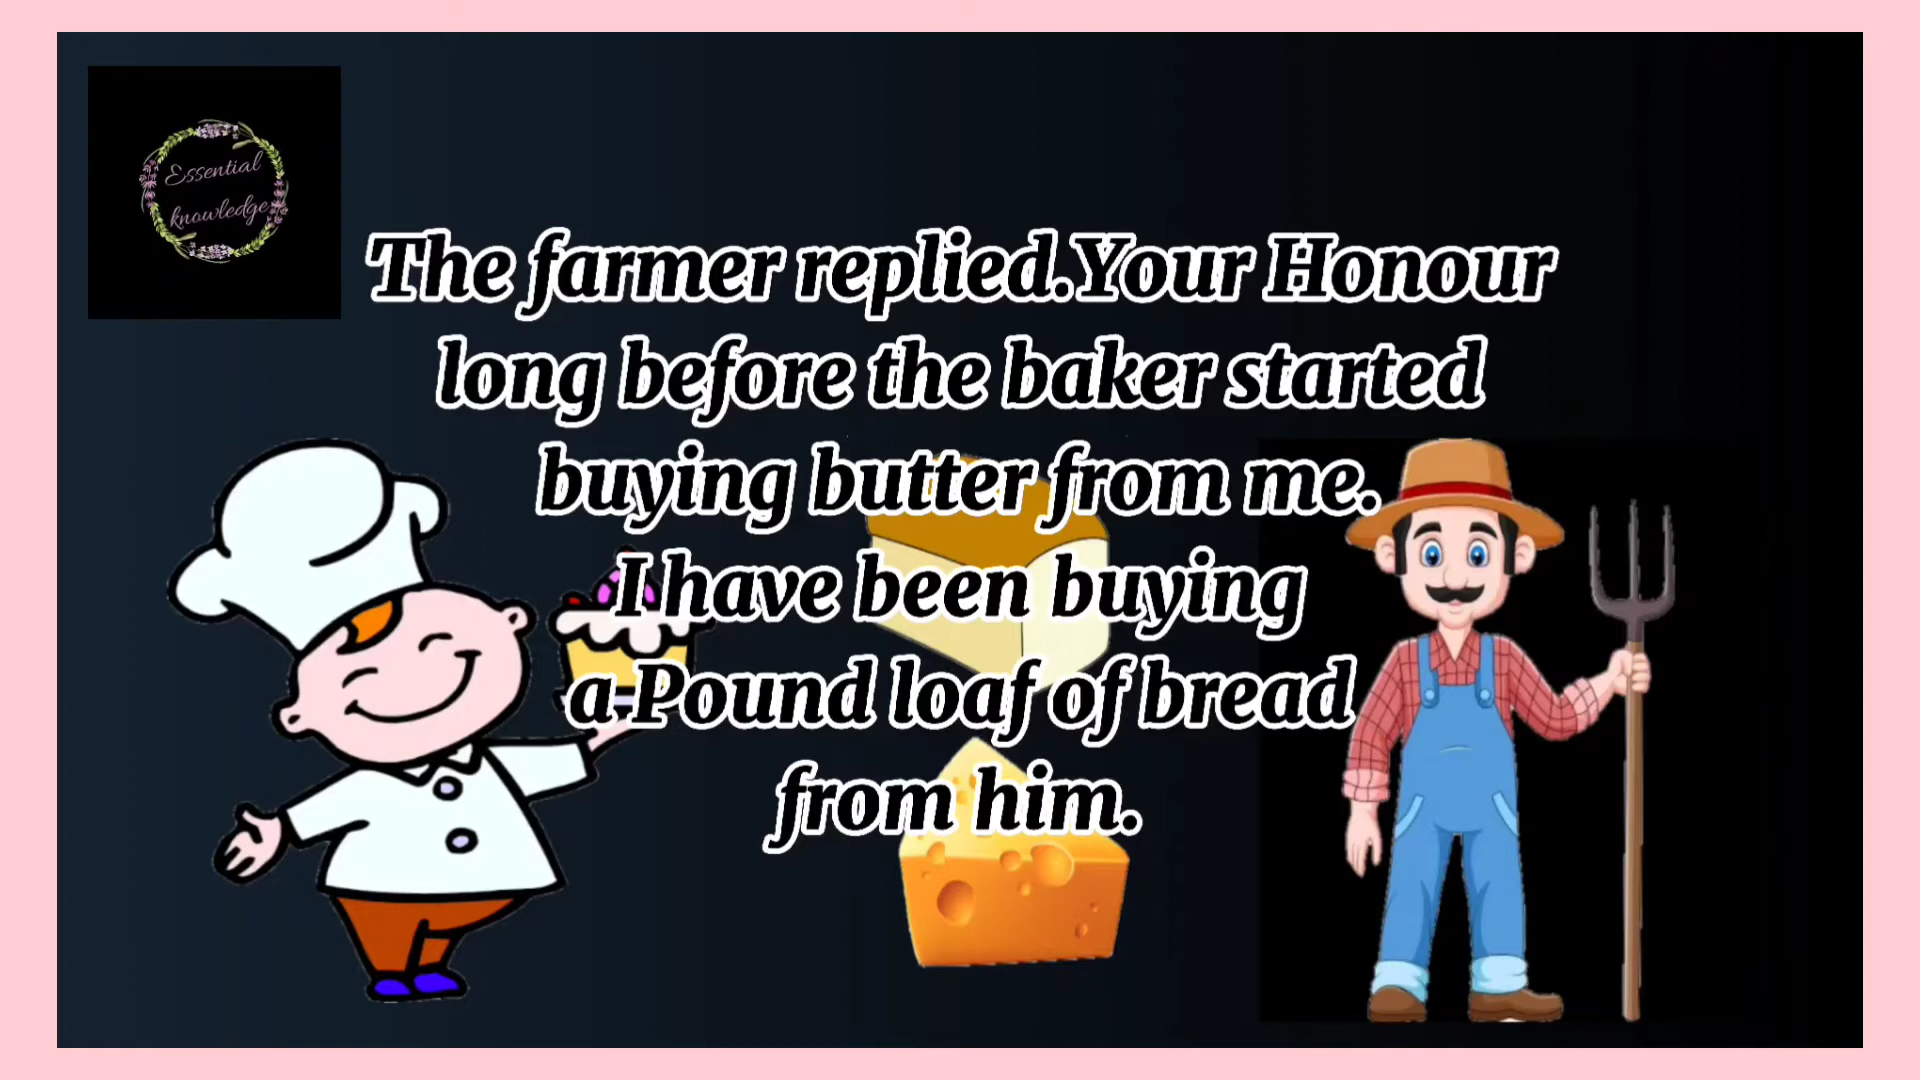 Essential
knowledge
The farmer replied.Your Honour
long before the baker started
buying butter from me.
I have been buying
a Pound loaf of bread
from him.